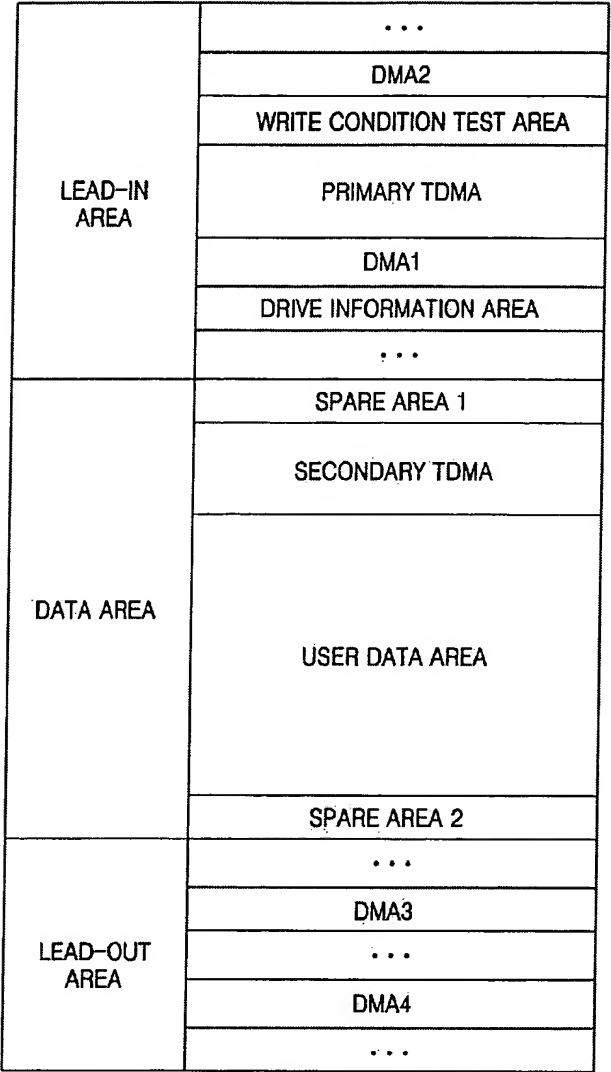 ...
DMA2
WRITE CONDITION TEST AREA
LEAD-IN
AREA
PRIMARY TDMA
DMA1
DRIVE INFORMATION AREA
...
SPARE AREA 1
SECONDARY TDMA
DATA AREA
USER DATA AREA
SPARE AREA 2
...
DMA3
LEAD-OUT
AREA
...
DMA4
...